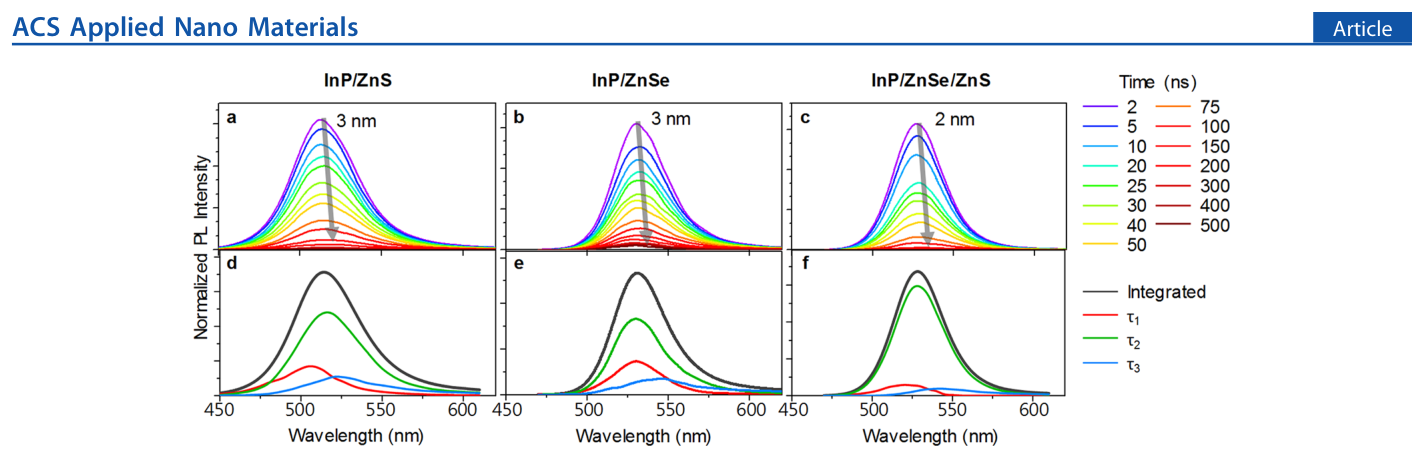 ACS Applied Nano Materials
Article
InP/ZnS
InP/ZnSe
InP/ZnSe/ZnS
Time (ns)
a
3 nm
b
3 nm
c
2 nm
2 75
5 100
10 150
20 200
25 300
30 400
40 500
50
Normalized PL Intensity
d
e
f
Integrated
τ1
τ2
τ3
450 500 550 600
450 500 550 600
450 500 550 600
Wavelength (nm)
Wavelength (nm)
Wavelength (nm)